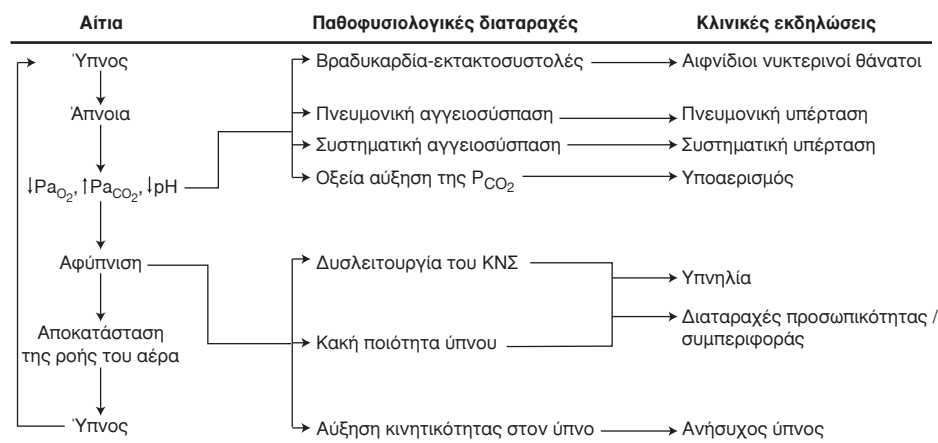 Αίτια Παθοφυσιολογικές διαταραχές Κλινικές εκδηλώσεις
Ύπνος Βραδυκαρδία-εκτακτοσυστολές Αιφνίδιοι νυκτερινοί θάνατοι
Άπνοια Πνευμονική αγγειοσύσπαση Πνευμονική υπέρταση
Συστηματική αγγειοσύσπαση Συστηματική υπέρταση
↓PaO₂, ↑PaCO₂, ↓pH Οξεία αύξηση της PCO₂ Υποαερισμός
Αφύπνιση Δυσλειτουργία του ΚΝΣ
Υπνηλία
Αποκατάσταση
της ροής του αέρα
Κακή ποιότητα ύπνου
Διαταραχές προσωπικότητας /
συμπεριφοράς
Ύπνος Αύξηση κινητικότητας στον ύπνο Ανήσυχος ύπνος